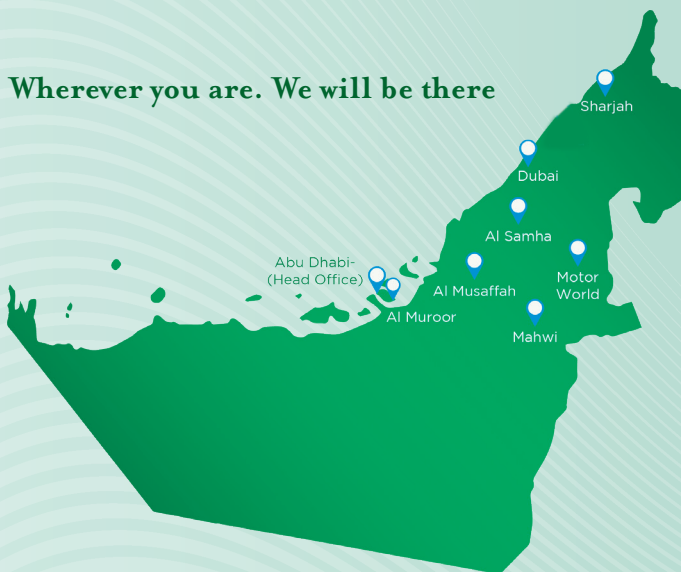 Wherever you are. We will be there
Sharjah
Dubai
Al Samha
Abu Dhabi-
(Head Office)
Al Musaffah
Motor
World
Al Muroor
Mahwi